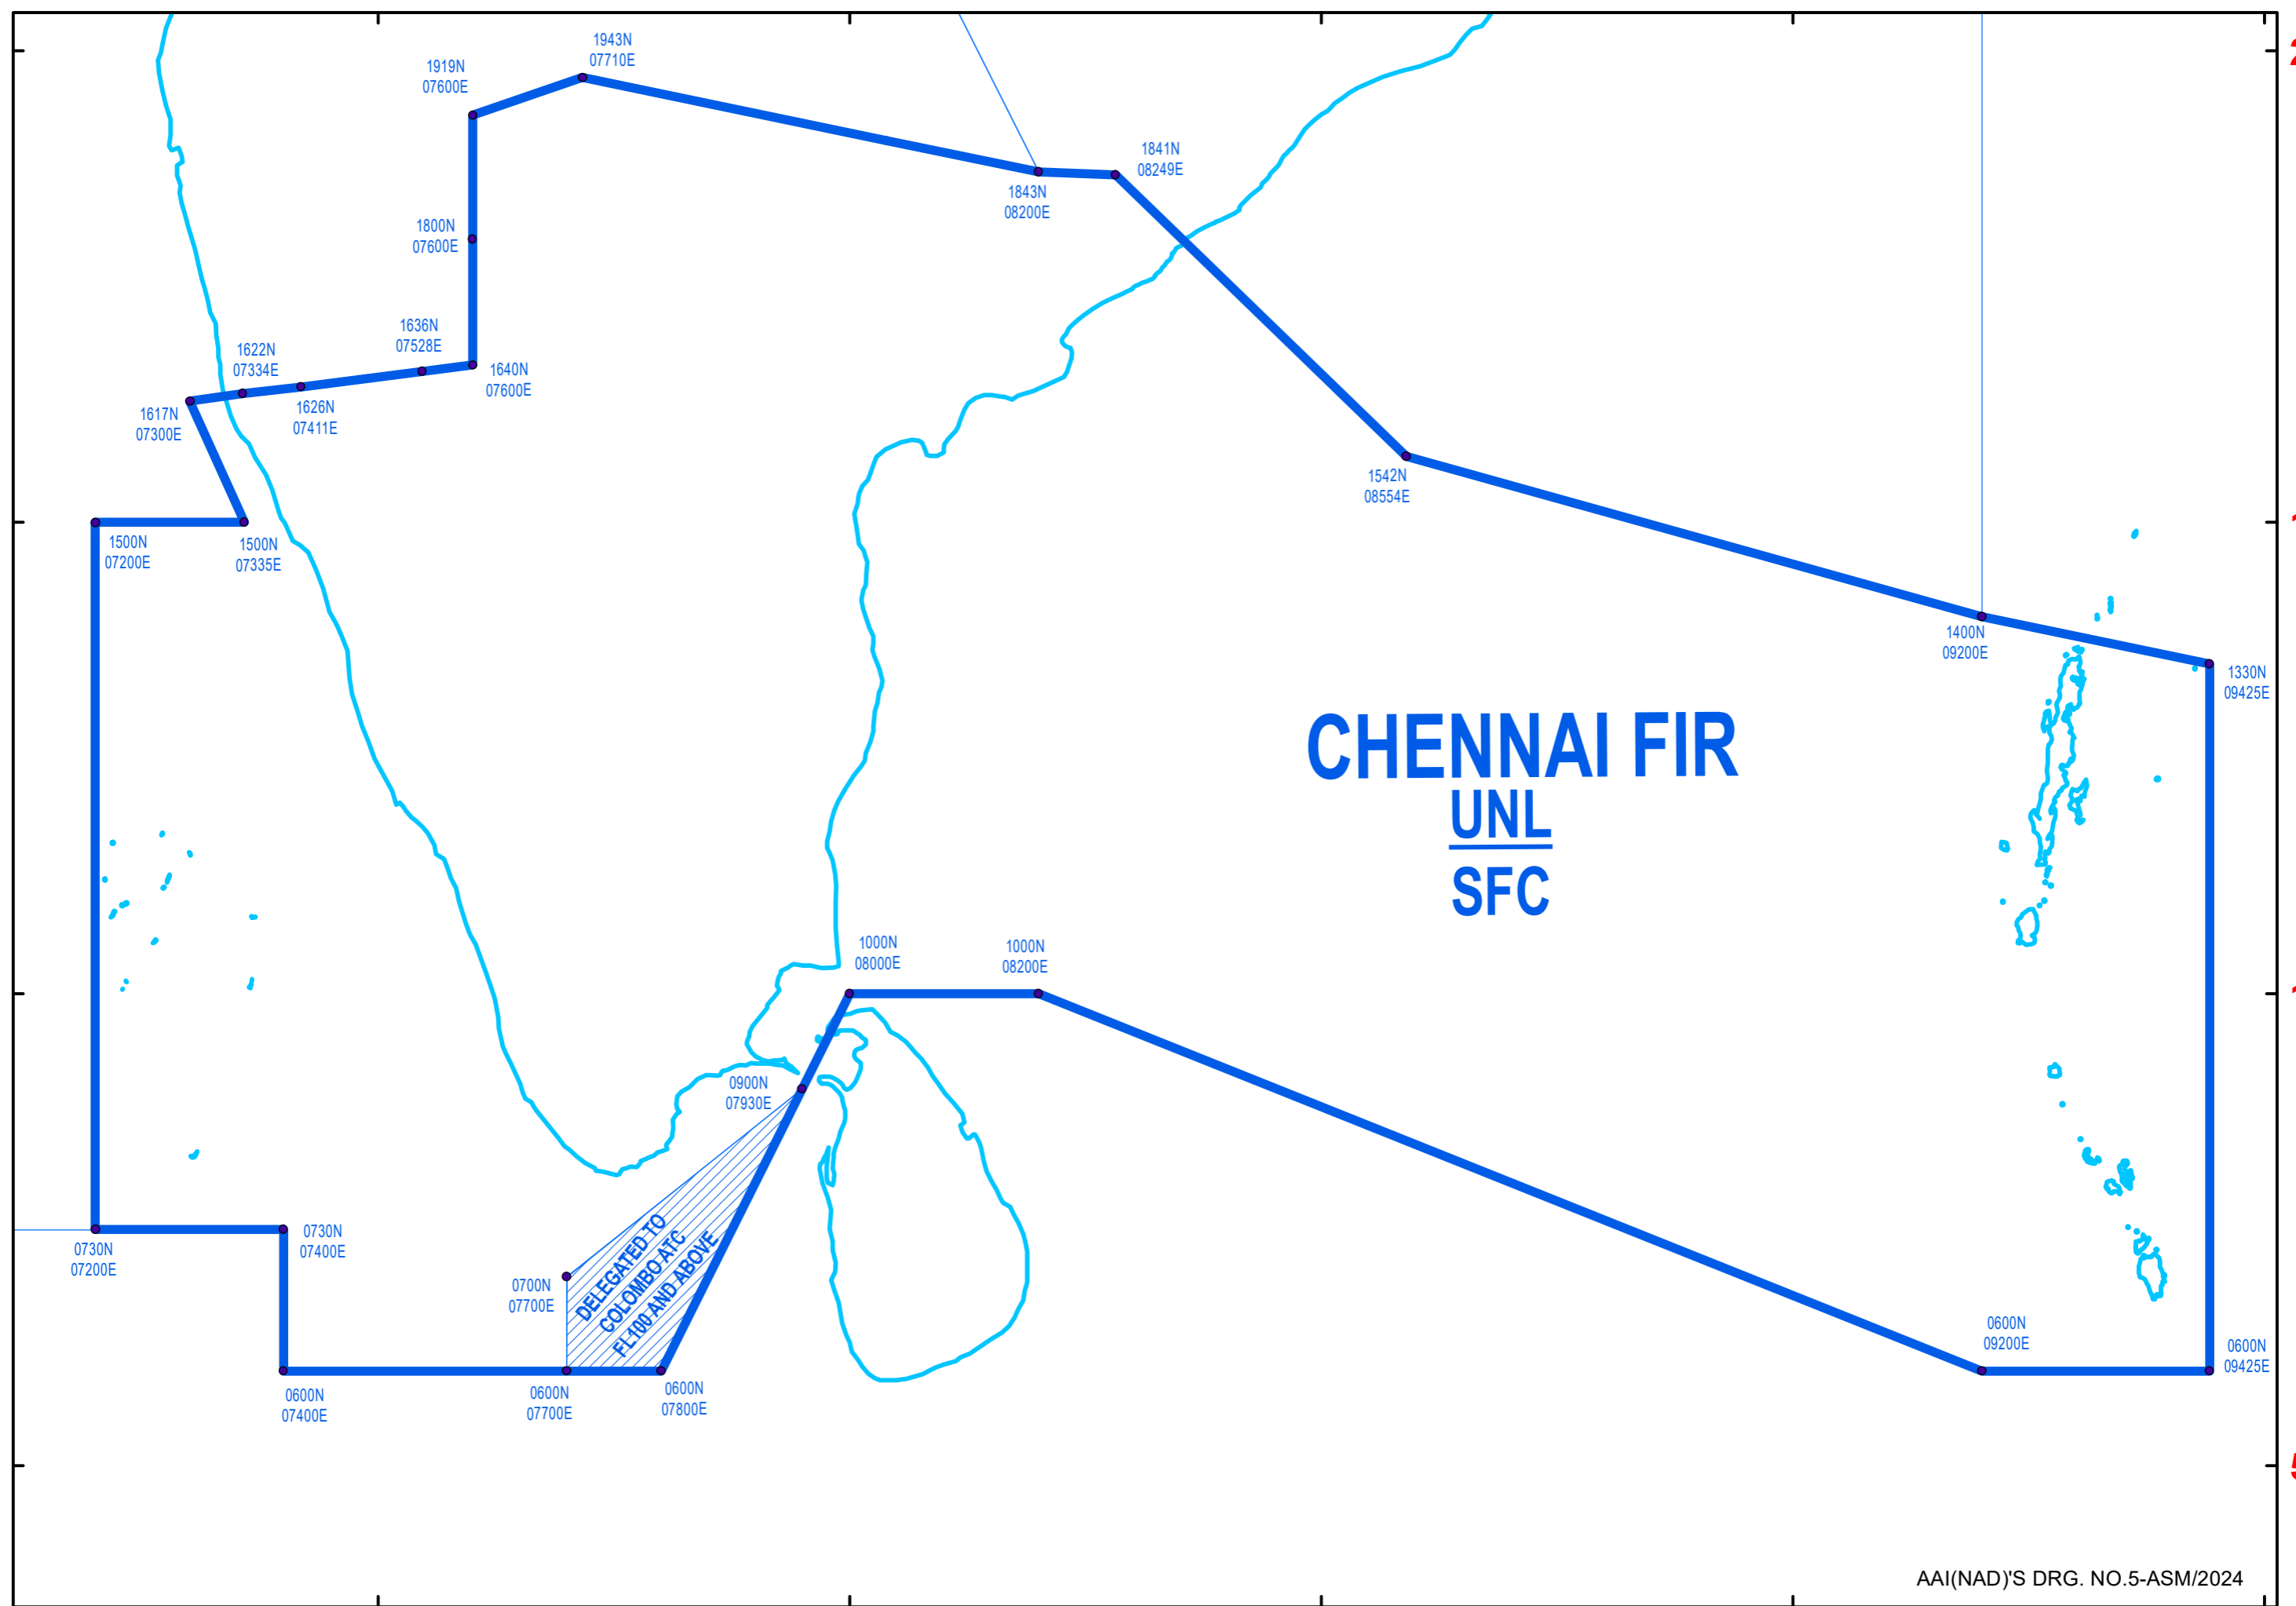 1943N
07710E
1919N
07600E
1841N
08249E
1843N
08200E
1800N
07600E
1636N
07528E
1622N
07334E
1640N
07600E
1617N
07300E
1626N
07411E
1542N
08554E
1500N
07200E
1500N
07335E
1400N
09200E
1330N
09425E
CHENNAI FIR
UNL
SFC
1000N
08000E
1000N
08200E
0900N
07930E
0730N
07200E
0730N
07400E
0700N
07700E
DELEGATED TO
COLOMBO ATC
FL100 AND ABOVE
0600N
07400E
0600N
07700E
0600N
07800E
0600N
09200E
0600N
09425E
AAI(NAD)'S DRG. NO.5-ASM/2024